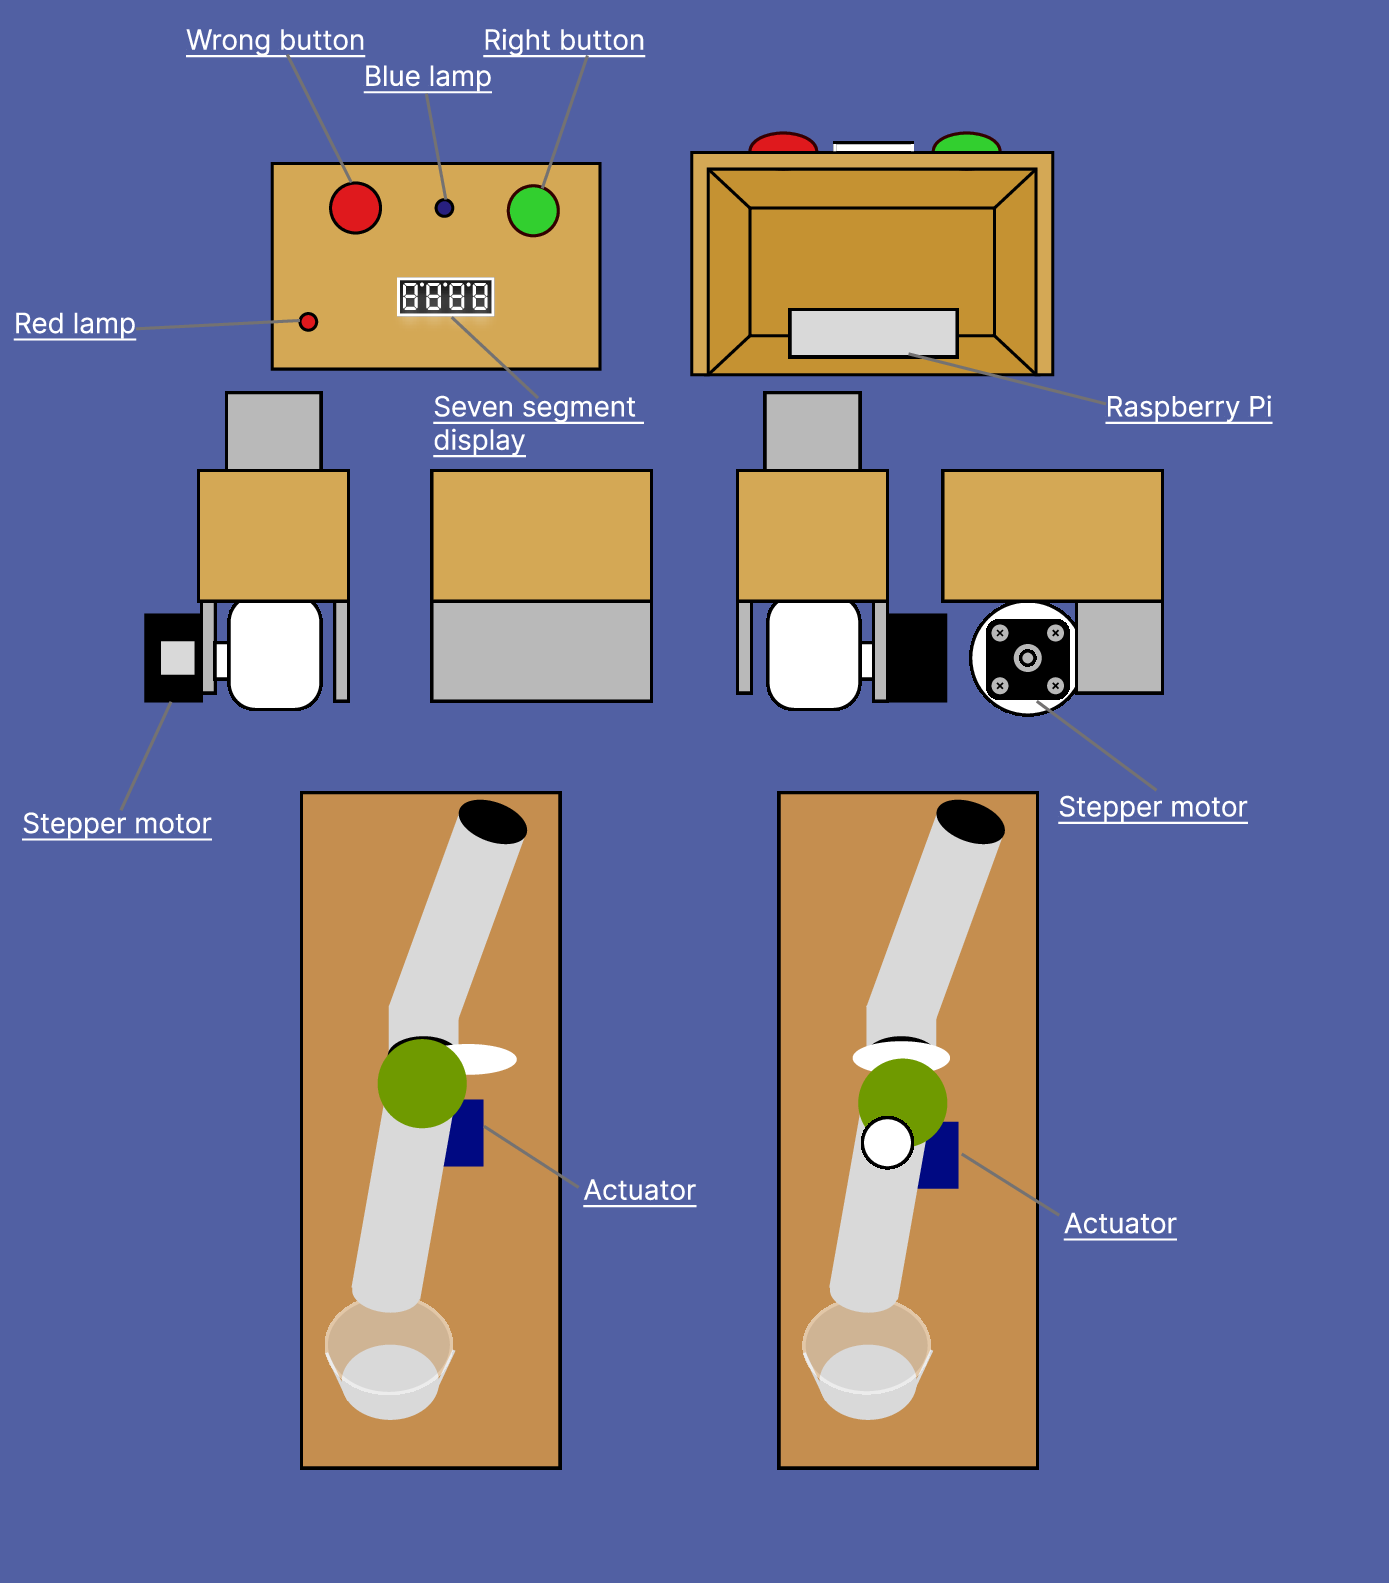 Wrong button
Right button
Blue lamp
8888
Red lamp
Seven segment
display
Raspberry Pi
Stepper motor
Stepper motor
Actuator
Actuator